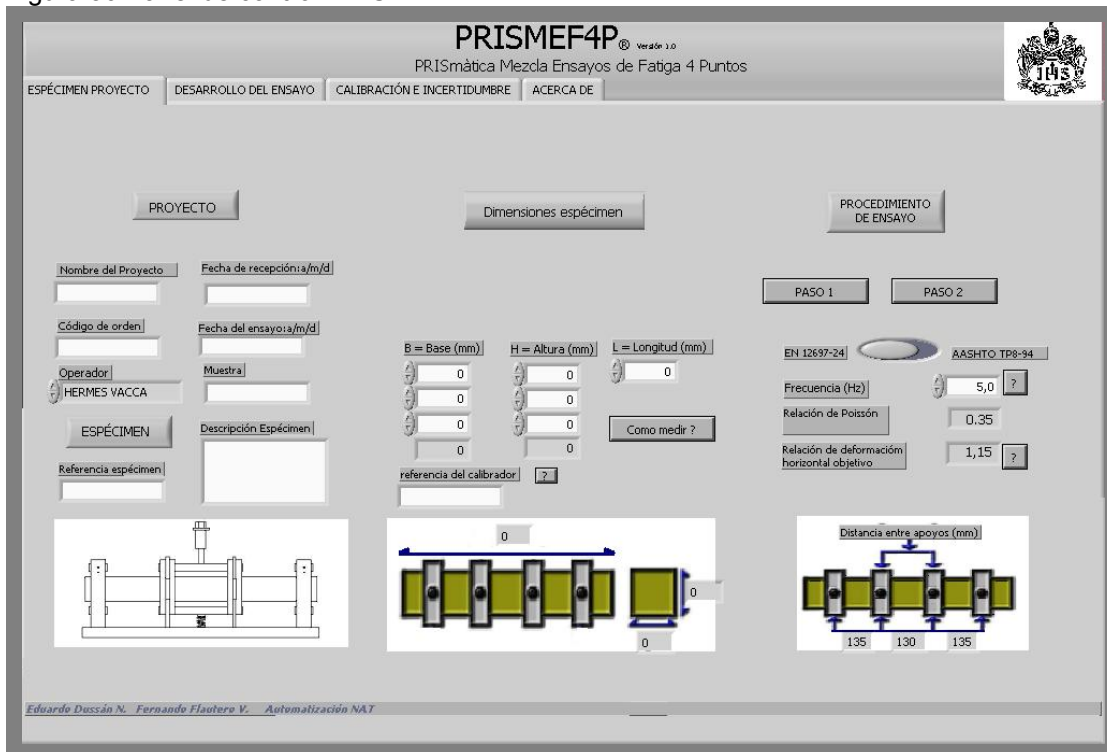 PRISMEF4P® Versión 1.0
PRISmàtica Mezcla Ensayos de Fatiga 4 Puntos
IHS
ESPÉCIMEN PROYECTO DESARROLLO DEL ENSAYO CALIBRACIÓN E INCERTIDUMBRE ACERCA DE
PROYECTO
Nombre del Proyecto Fecha de recepción:a/m/d
Código de orden Fecha del ensayo:a/m/d
Operador Muestra
HERMES VACCA
ESPÉCIMEN Descripción Espécimen
Referencia espécimen
Dimensiones espécimen
B = Base (mm) H = Altura (mm) L = Longitud (mm)
0 0 0
0 0
0 0 Como medir ?
0 0
referencia del calibrador ?
0
0
0
PROCEDIMIENTO
DE ENSAYO
PASO 1 PASO 2
EN 12697-24 AASHTO TP8-94
Frecuencia (Hz) 5,0 ?
Relación de Poissón 0.35
Relación de deformacióm
horizontal objetivo 1,15 ?
Distancia entre apoyos (mm)
135 130 135
Eduardo Dussán N. Fernando Flautero V. Automatización NAT